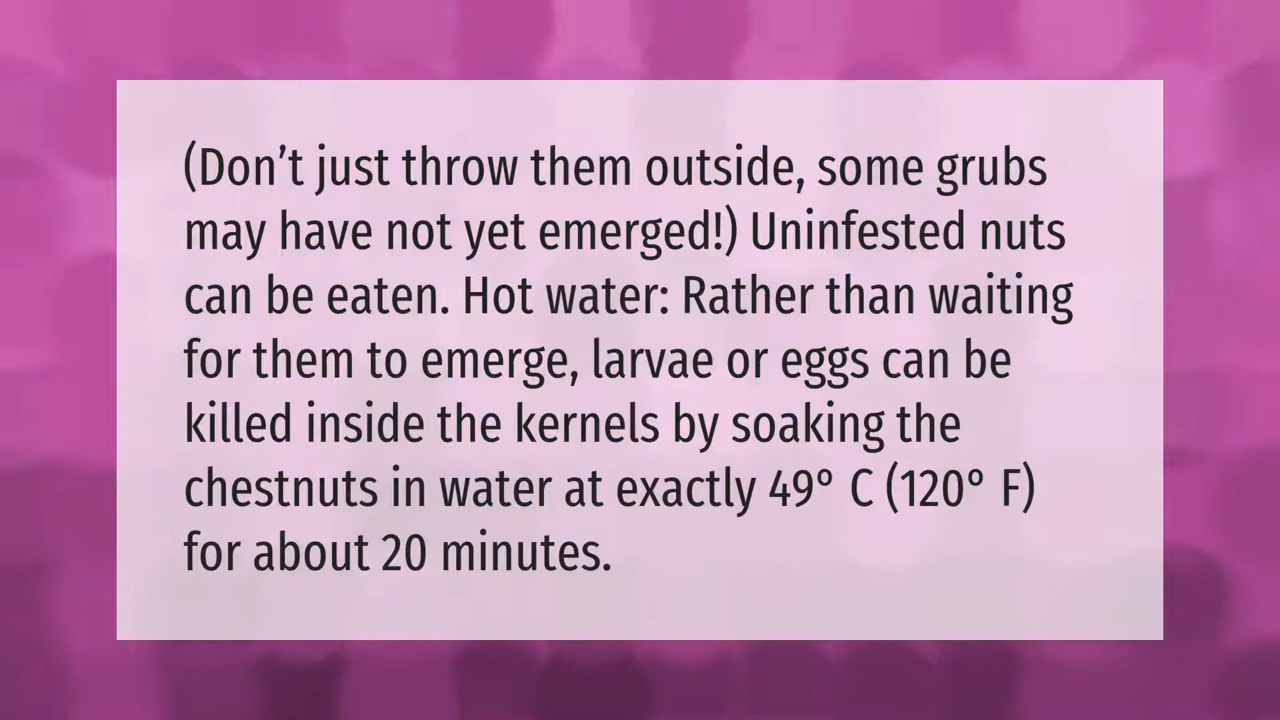 (Don’t just throw them outside, some grubs
may have not yet emerged!) Uninfested nuts
can be eaten. Hot water: Rather than waiting
for them to emerge, larvae or eggs can be
killed inside the kernels by soaking the
chestnuts in water at exactly 49º C (120º F)
for about 20 minutes.